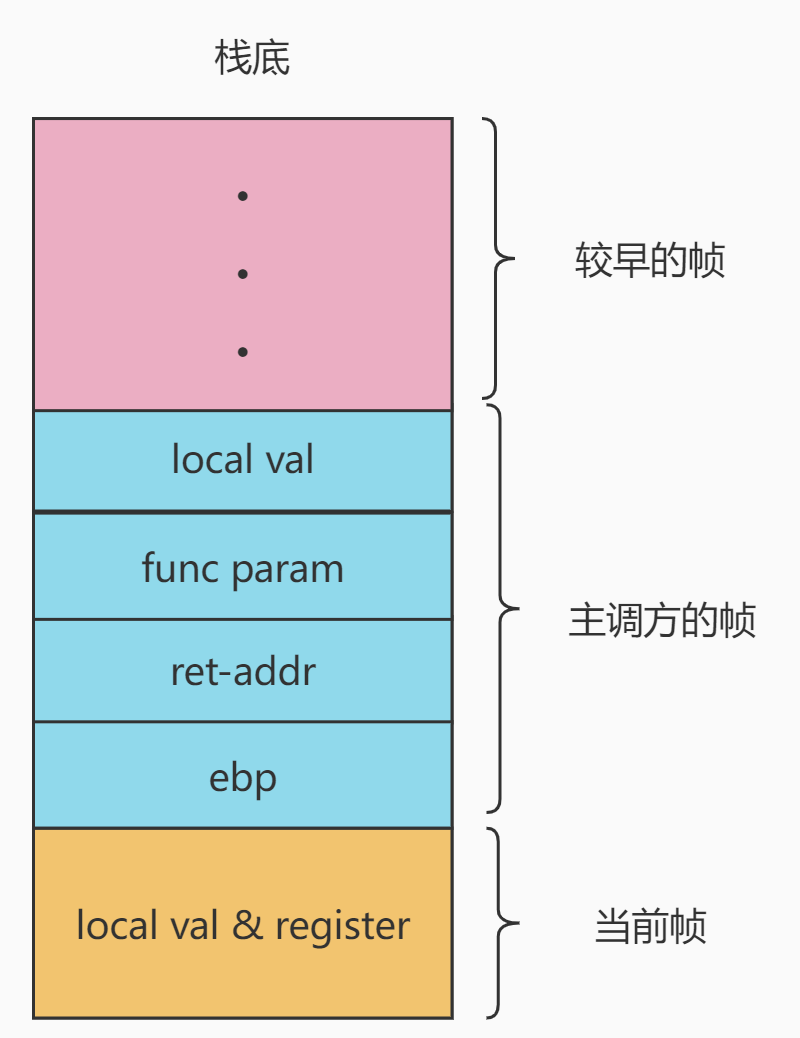 栈底
较早的帧
local val
func param
ret-addr
主调方的帧
ebp
local val & register
当前帧